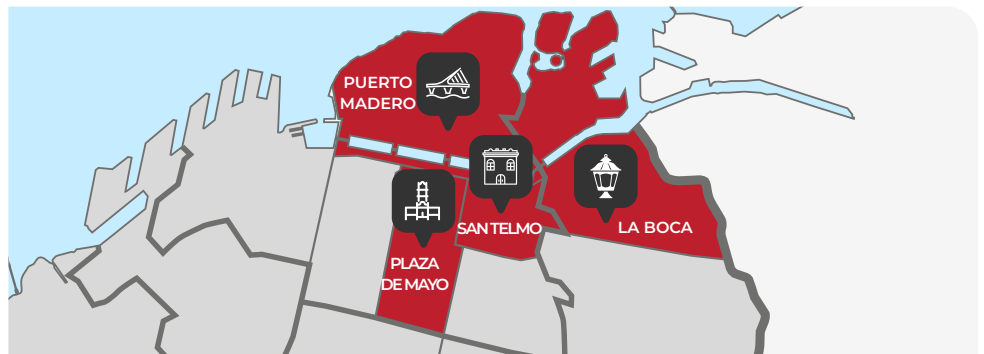 PUERTO
MADERO
SAN TELMO
LA BOCA
PLAZA
DE MAYO